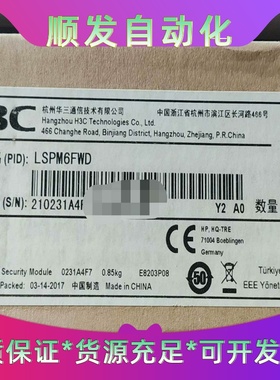 顺发自动化
3C
杭州华三通信技术有限公司
Hangzhou H3C Technologies Co., Ltd.
466 Changhe Road, Binjiang District, Hangzhou, Zhejiang, P.R.China
中国浙江省杭州市滨江区长河路466号
(PID): LSPM6FWD
(S/N): 210231A4F
Y2 A0
数量
CE
HP, HQ-TRE
71004 Boeblingen
Germany
50
Security Module 0231A4F7 0.85kg E8203P08
Packed: 03-14-2017 中国制造 Made in CHINA
Türkiye
EEE Yönet
质保证*货源充足*可开发